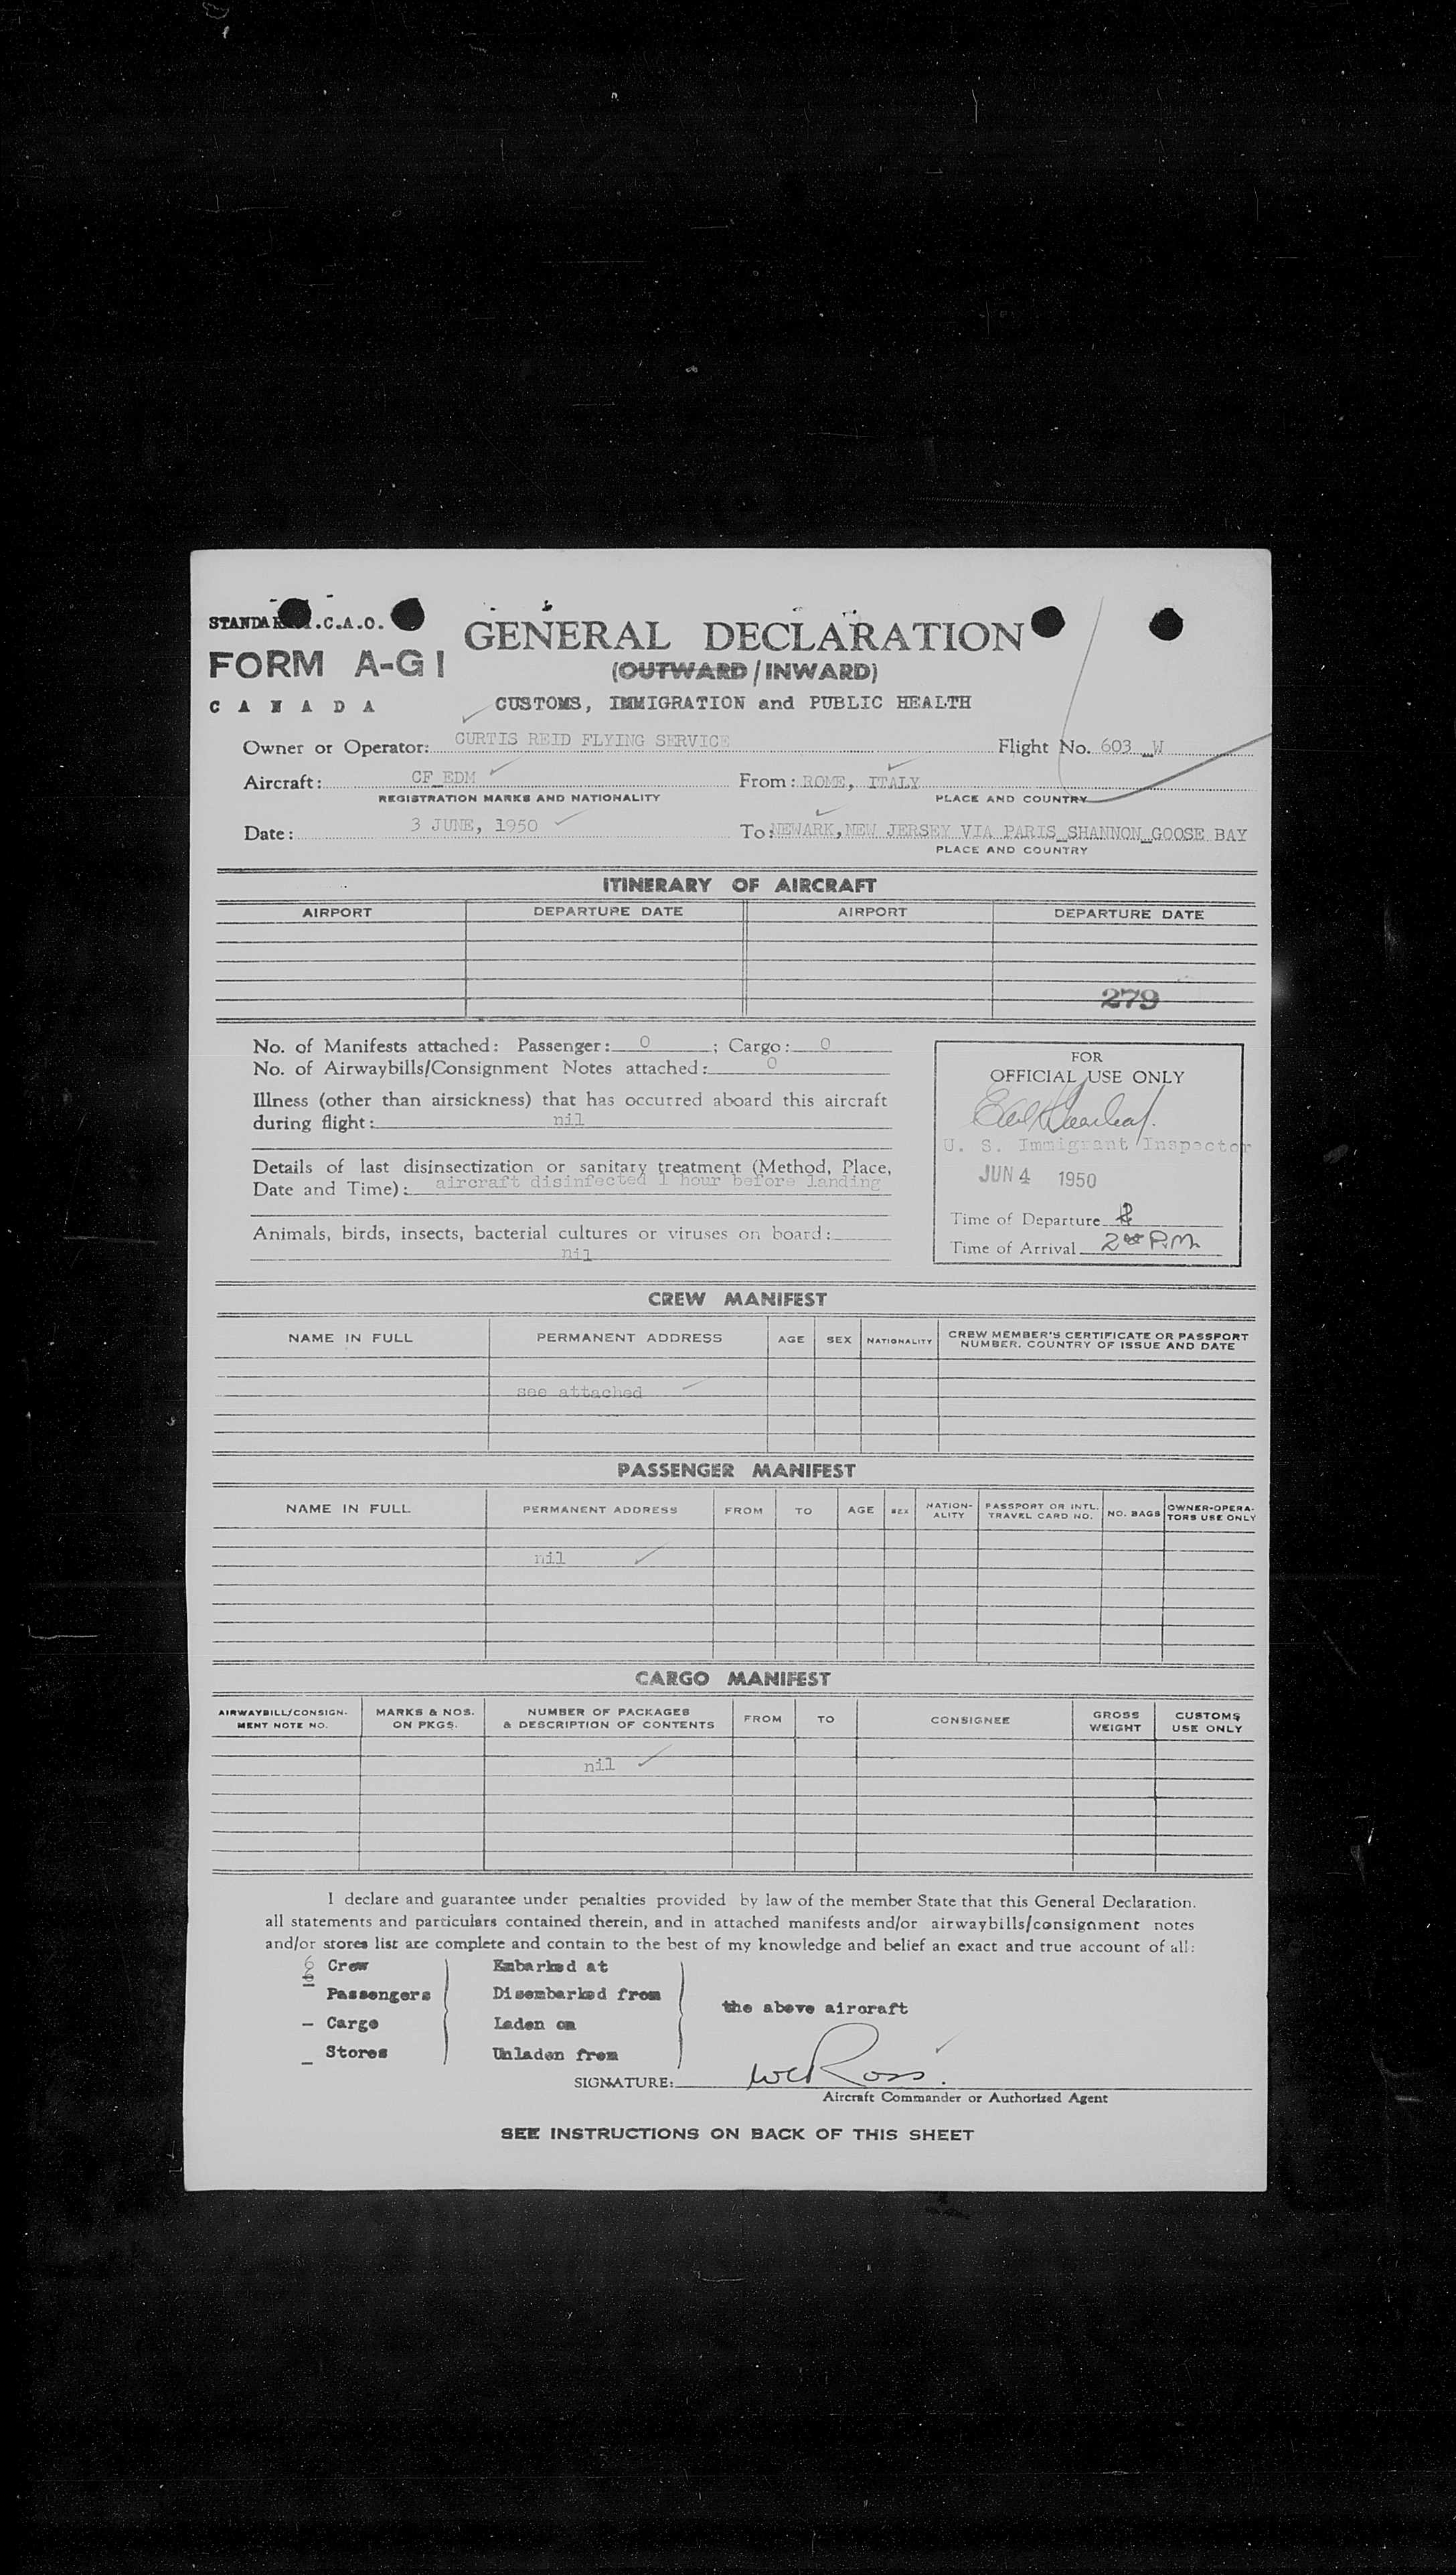 STANDA .C.A.O.
GENERAL DECLARATION
FORM A-G1
(OUTWARD / INWARD)
CANADA
CUSTOMS, IMMIGRATION and PUBLIC HEALTH
Owner or Operator: CURTIS REID FLYING SERVICE Flight No. 603 W
Aircraft: CF_EDM From: ROME, ITALY
REGISTRATION MARKS AND NATIONALITY PLACE AND COUNTRY
Date: 3 JUNE, 1950 To: NEWARK, NEW JERSEY VIA PARIS_SHANNON_GOOSE BAY
PLACE AND COUNTRY
ITINERARY OF AIRCRAFT
AIRPORT DEPARTURE DATE AIRPORT DEPARTURE DATE
279
No. of Manifests attached: Passenger: 0 ; Cargo: 0
No. of Airwaybills/Consignment Notes attached: 0
Illness (other than airsickness) that has occurred aboard this aircraft
during flight: nil
Details of last disinsectization or sanitary treatment (Method, Place,
Date and Time): aircraft disinfected 1 hour before landing
Animals, birds, insects, bacterial cultures or viruses on board:
nil
FOR
OFFICIAL USE ONLY
U. S. Immigrant Inspector
JUN 4 1950
Time of Departure
Time of Arrival 2 00 P.M.
CREW MANIFEST
NAME IN FULL PERMANENT ADDRESS AGE SEX NATIONALITY CREW MEMBER'S CERTIFICATE OR PASSPORT
NUMBER, COUNTRY OF ISSUE AND DATE
see attached
PASSENGER MANIFEST
NAME IN FULL PERMANENT ADDRESS FROM TO AGE SEX NATION-
ALITY PASSPORT OR INTL.
TRAVEL CARD NO. NO. BAGS OWNER-OPERA-
TORS USE ONLY
nil
CARGO MANIFEST
AIRWAYBILL/CONSIGN-
MENT NOTE NO. MARKS & NOS.
ON PKGS. NUMBER OF PACKAGES
& DESCRIPTION OF CONTENTS FROM TO CONSIGNEE GROSS
WEIGHT CUSTOMS
USE ONLY
nil
I declare and guarantee under penalties provided by law of the member State that this General Declaration.
all statements and particulars contained therein, and in attached manifests and/or airwaybills/consignment notes
and/or stores list are complete and contain to the best of my knowledge and belief an exact and true account of all:
6 Crew Embarked at
Passengers Disembarked from
the above aircraft
– Cargo Laden on
_ Stores Unladen from
SIGNATURE: WC Ross.
Aircraft Commander or Authorized Agent
SEE INSTRUCTIONS ON BACK OF THIS SHEET